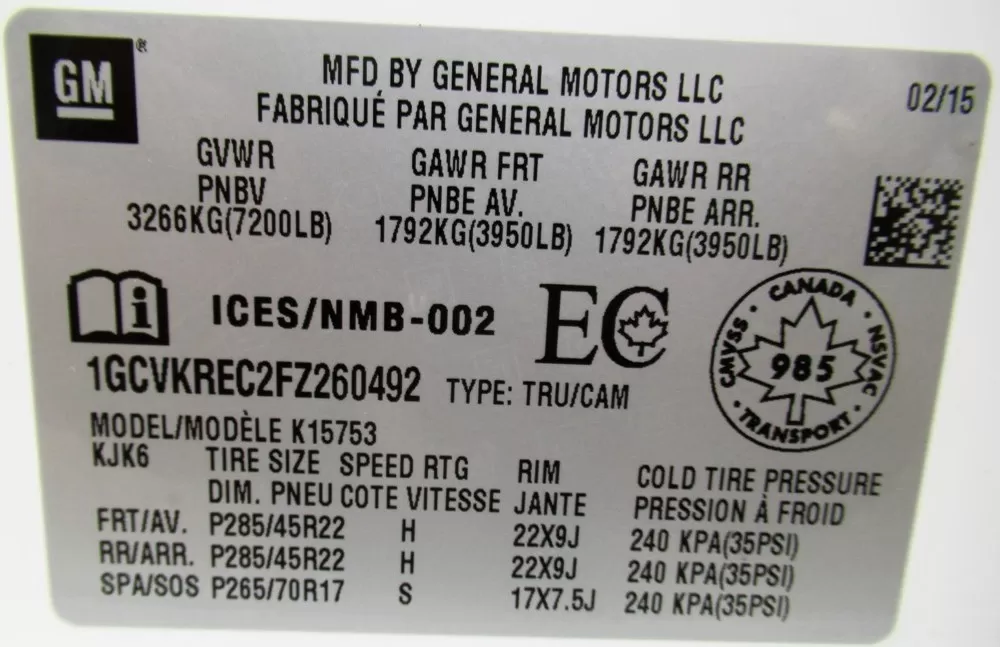 GM ®
MFD BY GENERAL MOTORS LLC
FABRIQUÉ PAR GENERAL MOTORS LLC
02/15
GVWR GAWR FRT GAWR RR
PNBV PNBE AV. PNBE ARR.
3266KG(7200LB) 1792KG(3950LB) 1792KG(3950LB)
i ICES/NMB-002 EC
CANADA
CMVSS
NSVAC
985
TRANSPORT
1GCVKREC2FZ260492 TYPE: TRU/CAM
MODEL/MODÈLE K15753
KJK6 TIRE SIZE SPEED RTG RIM COLD TIRE PRESSURE
DIM. PNEU COTE VITESSE JANTE PRESSION À FROID
FRT/AV. P285/45R22 H 22X9J 240 KPA(35PSI)
RR/ARR. P285/45R22 H 22X9J 240 KPA(35PSI)
SPA/SOS P265/70R17 S 17X7.5J 240 KPA(35PSI)